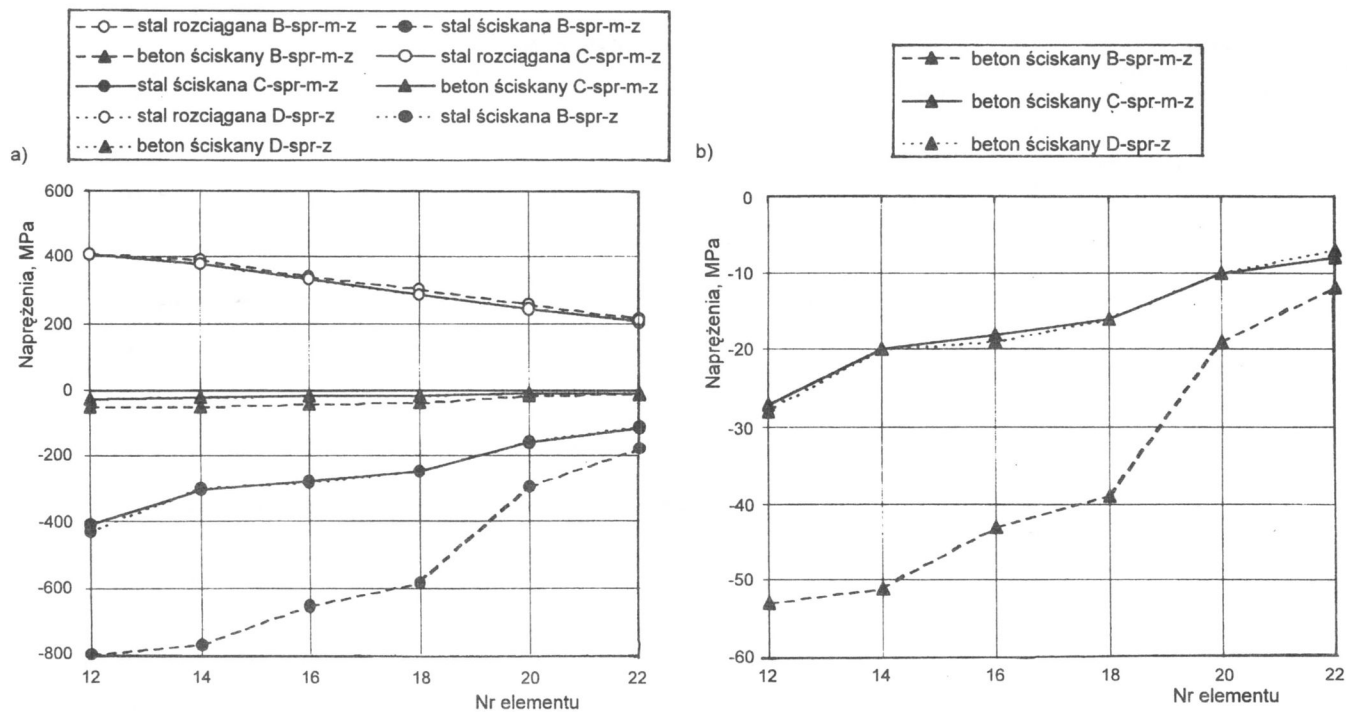 stal rozciągana B-spr-m-z
stal ściskana B-spr-m-z
beton ściskany B-spr-m-z
stal rozciągana C-spr-m-z
stal ściskana C-spr-m-z
beton ściskany C-spr-m-z
stal rozciągana D-spr-z
stal ściskana B-spr-z
beton ściskany D-spr-z
a)
600
400
200
0
-200
-400
-600
-800
Naprężenia, MPa
12 14 16 18 20 22
Nr elementu
beton ściskany B-spr-m-z
beton ściskany C-spr-m-z
beton ściskany D-spr-z
b)
0
-10
-20
-30
-40
-50
-60
Naprężenia, MPa
12 14 16 18 20 22
Nr elementu